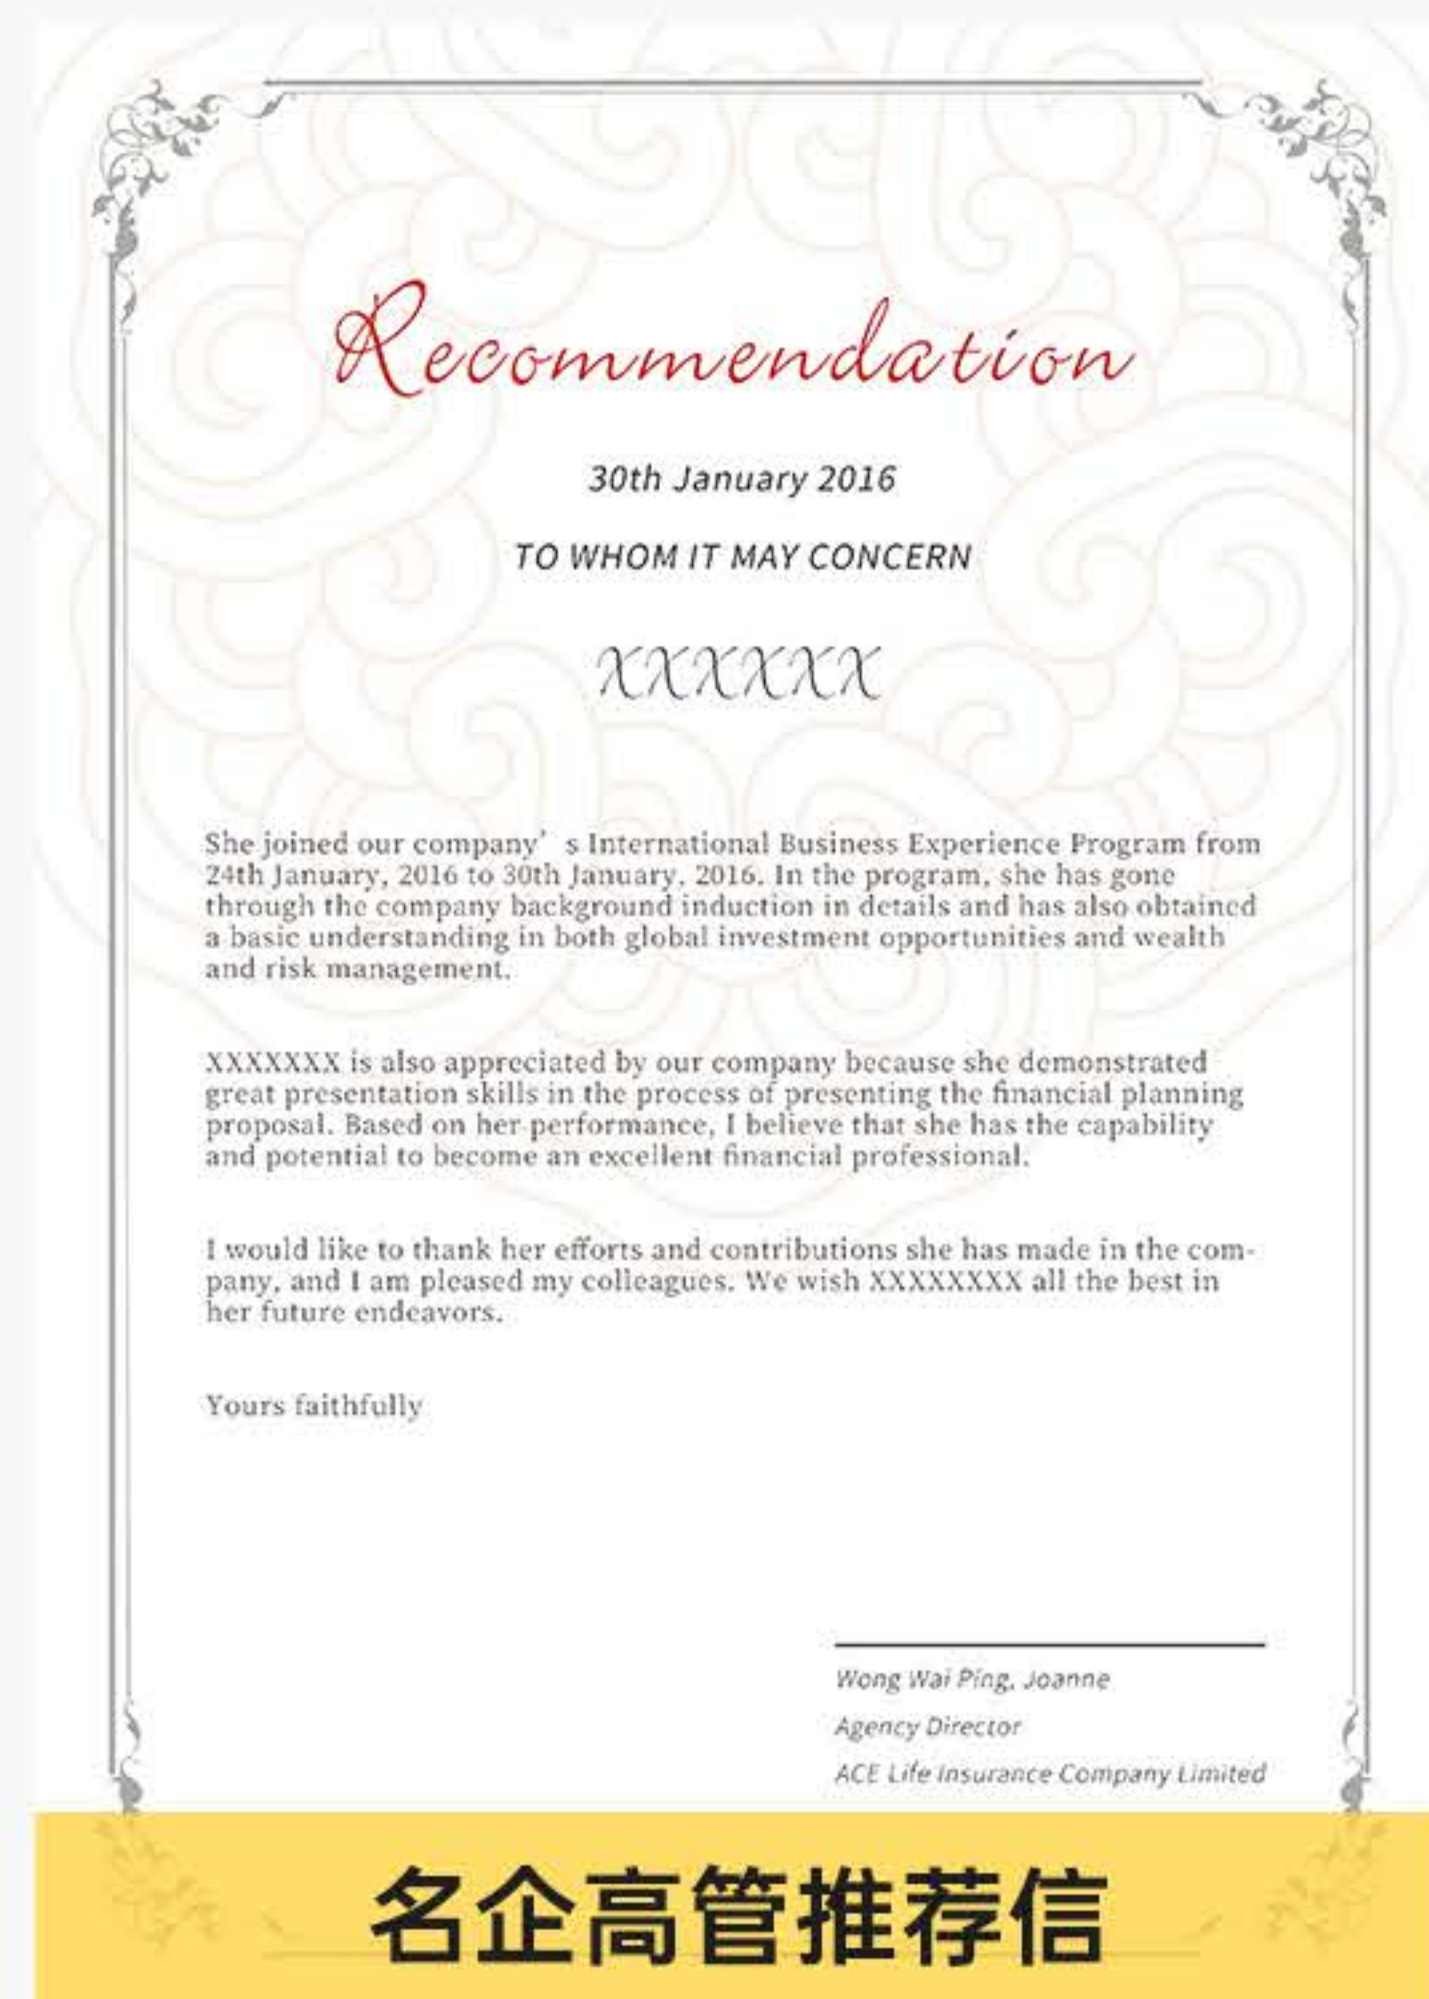 Recommendation
30th January 2016
TO WHOM IT MAY CONCERN
XXXXXX
She joined our company’ s International Business Experience Program from
24th January, 2016 to 30th January, 2016. In the program, she has gone
through the company background induction in details and has also obtained
a basic understanding in both global investment opportunities and wealth
and risk management.
XXXXXXX is also appreciated by our company because she demonstrated
great presentation skills in the process of presenting the financial planning
proposal. Based on her performance, I believe that she has the capability
and potential to become an excellent financial professional.
I would like to thank her efforts and contributions she has made in the com-
pany, and I am pleased my colleagues. We wish XXXXXXXX all the best in
her future endeavors.
Yours faithfully
Wong Wai Ping, Joanne
Agency Director
ACE Life Insurance Company Limited
名企高管推荐信